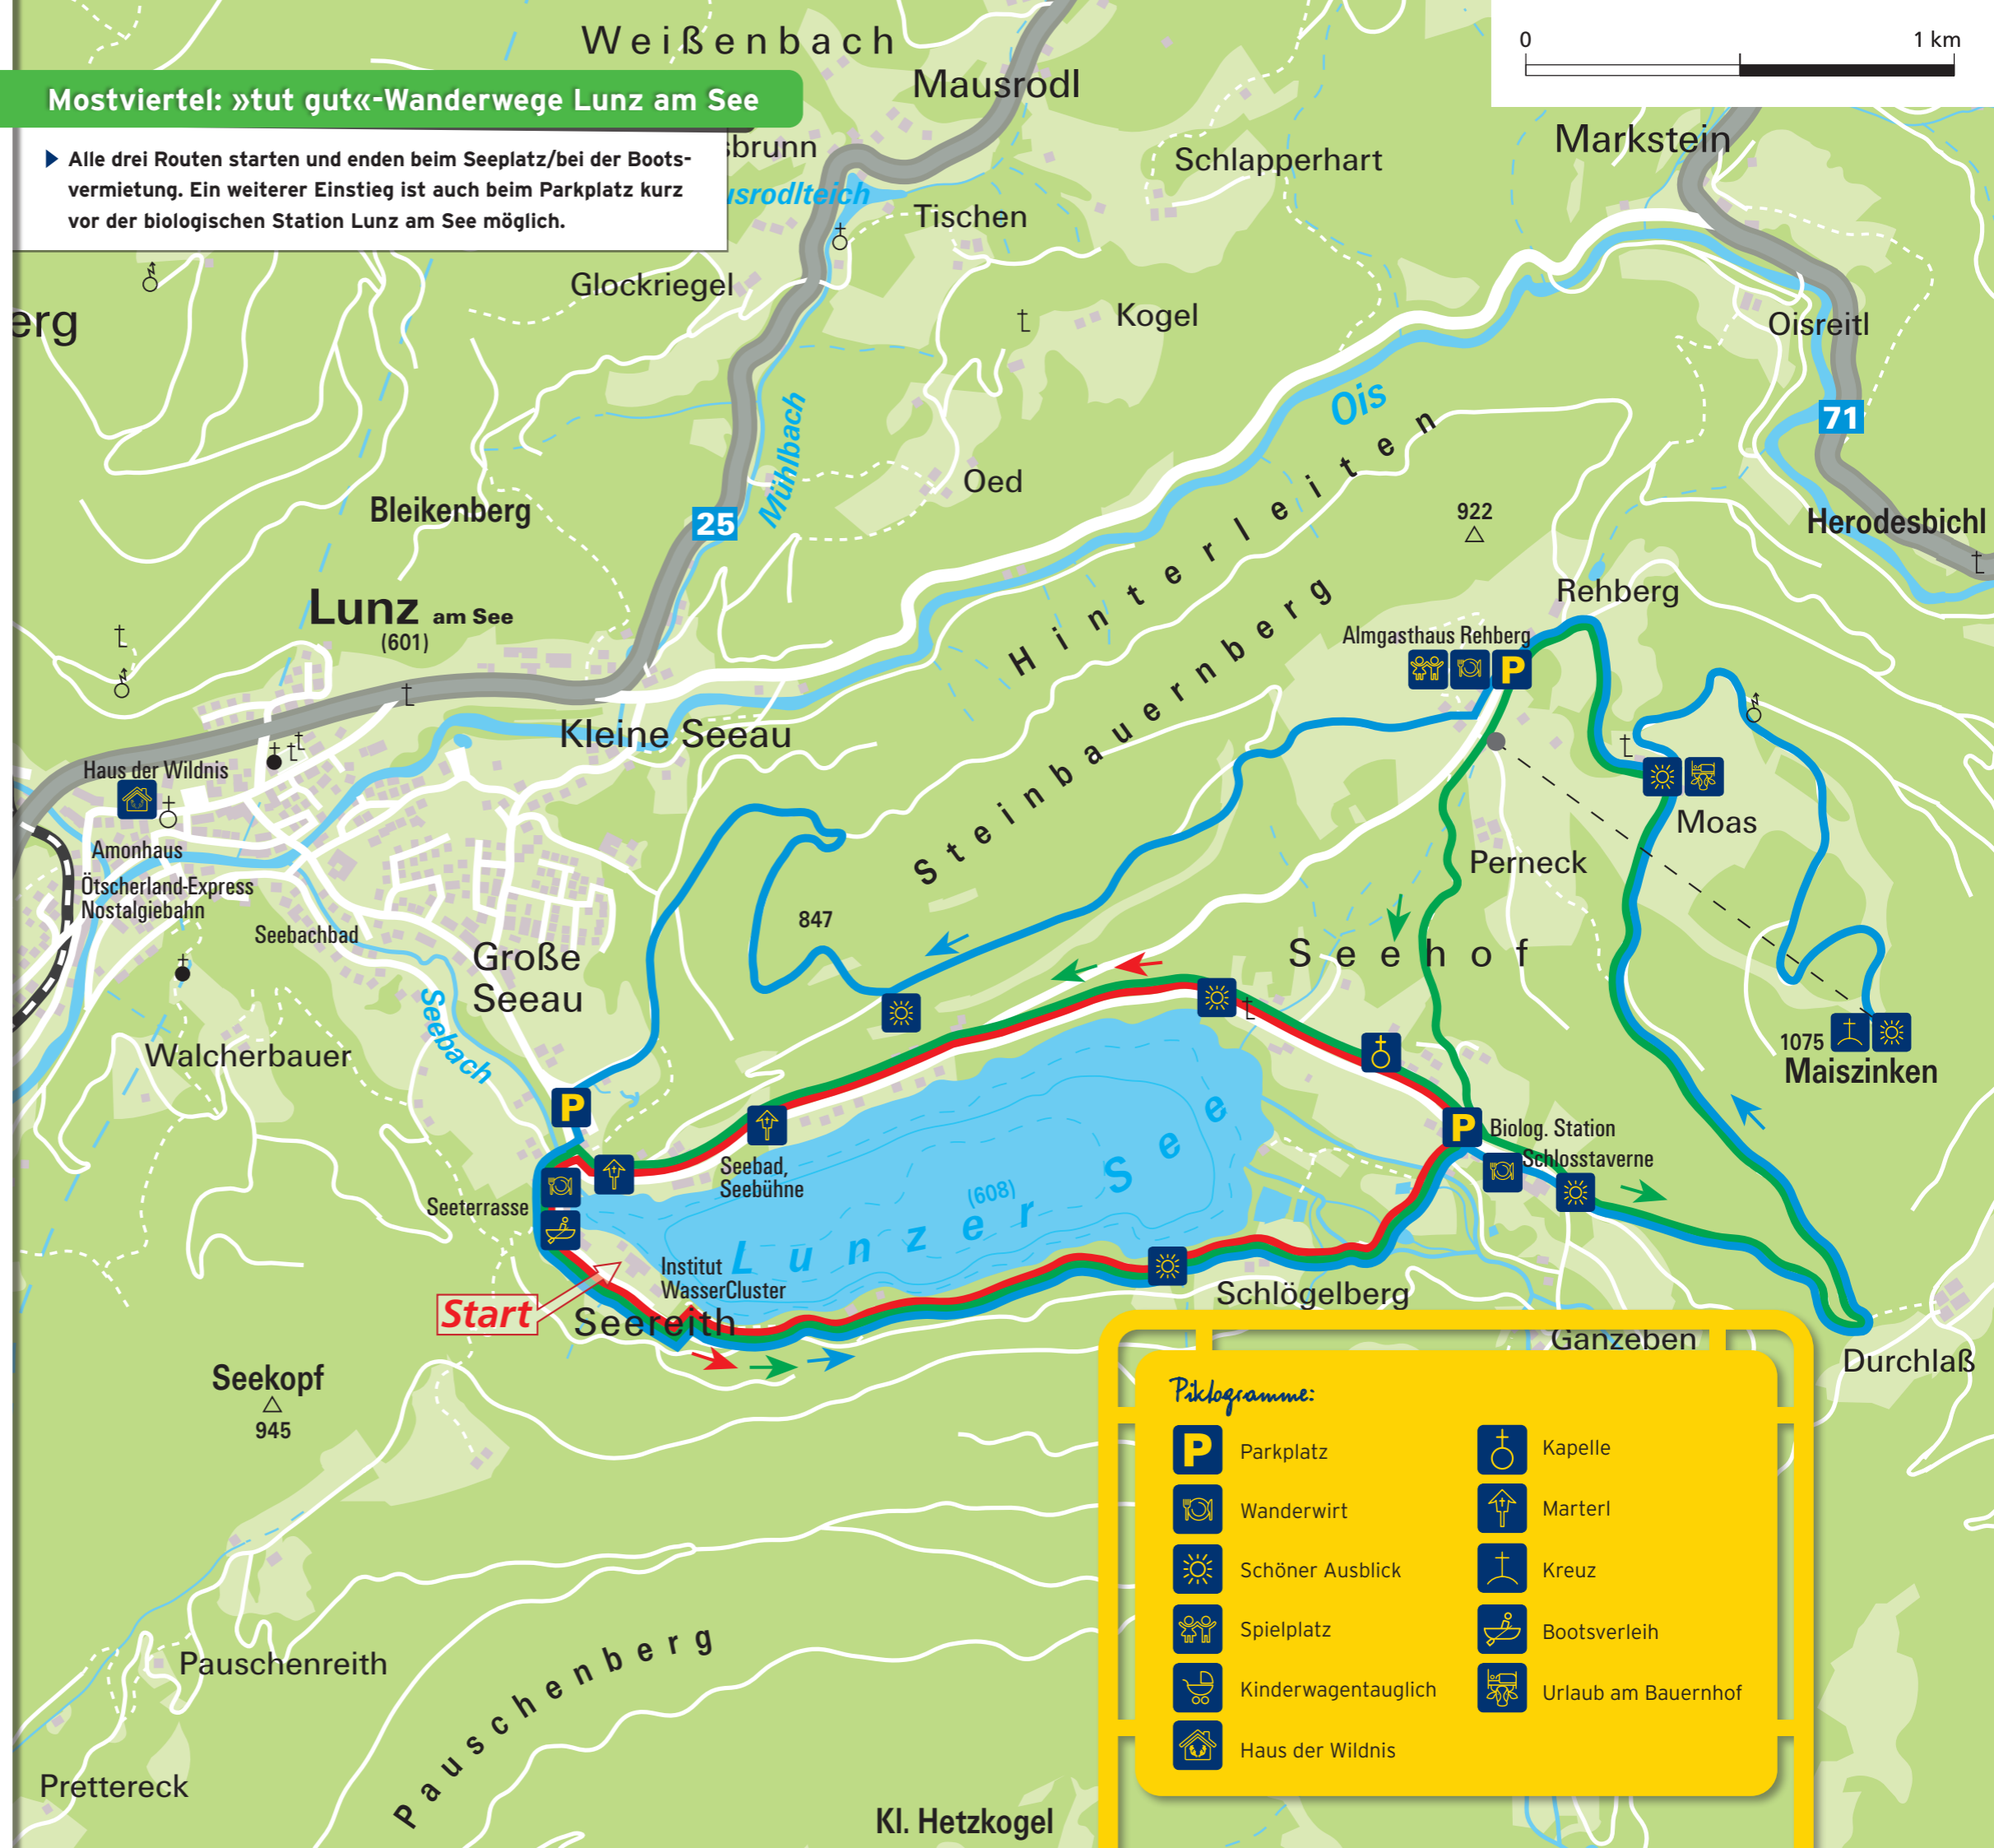 Weißenbach
Mausrodl
0 1 km
Mostviertel: »tut gut«-Wanderwege Lunz am See
Alle drei Routen starten und enden beim Seeplatz/bei der Boots-
vermietung. Ein weiterer Einstieg ist auch beim Parkplatz kurz
vor der biologischen Station Lunz am See möglich.
sbrunn
usrodlteich
Tischen
Schlapperhart
Markstein
Glockriegel
Kogel
Oisreitl
erg
Ois
71
Mühlbach
Oed
Bleikenberg
25
Hinterleiten
922
Herodesbichl
Rehberg
Lunz am See
(601)
Steinbauernberg
Almgasthaus Rehberg
P
Kleine Seeau
Haus der Wildnis
Moas
Amonhaus
Perneck
Ötscherland-Express
Nostalgiebahn
847
Seebachbad
Große
Seeau
Seehof
Seebach
Walcherbauer
1075
Maiszinken
P
P
Biolog. Station
Schlosstaverne
Seebad,
Seebühne
Seeterrasse
(608)
Lunzer See
Institut
WasserCluster
Start
Seereith
Schlögelberg
Ganzeben
Durchlaß
Seekopf
945
Piktogramme:
P Parkplatz
Wanderwirt
Schöner Ausblick
Spielplatz
Kinderwagentauglich
Haus der Wildnis
Kapelle
Marterl
Kreuz
Bootsverleih
Urlaub am Bauernhof
Pauschenreith
Pauschenberg
Prettereck
Kl. Hetzkogel